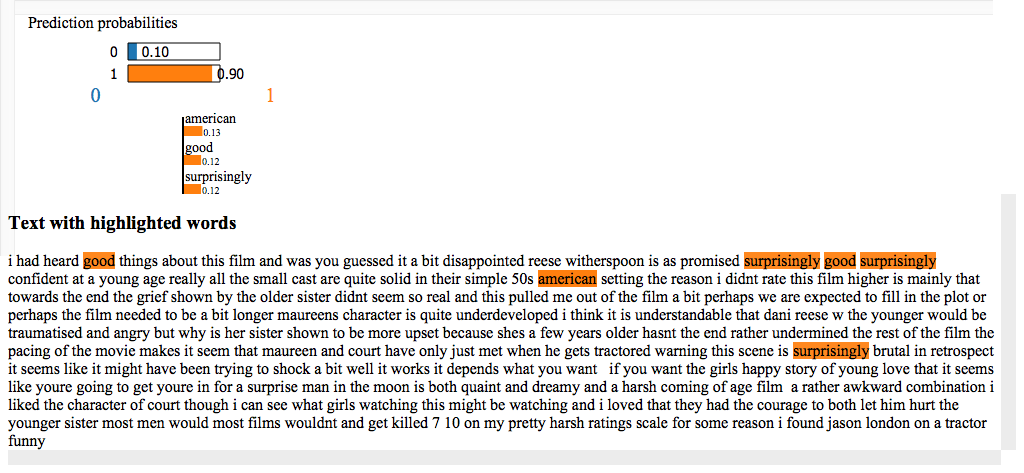 Prediction probabilities
0 0.10
1 0.90
0 1
american
0.13
good
0.12
surprisingly
0.12
Text with highlighted words
i had heard good things about this film and was you guessed it a bit disappointed reese witherspoon is as promised surprisingly good surprisingly
confident at a young age really all the small cast are quite solid in their simple 50s american setting the reason i didnt rate this film higher is mainly that
towards the end the grief shown by the older sister didnt seem so real and this pulled me out of the film a bit perhaps we are expected to fill in the plot or
perhaps the film needed to be a bit longer maureens character is quite underdeveloped i think it is understandable that dani reese w the younger would be
traumatised and angry but why is her sister shown to be more upset because shes a few years older hasnt the end rather undermined the rest of the film the
pacing of the movie makes it seem that maureen and court have only just met when he gets tractored warning this scene is surprisingly brutal in retrospect
it seems like it might have been trying to shock a bit well it works it depends what you want if you want the girls happy story of young love that it seems
like youre going to get youre in for a surprise man in the moon is both quaint and dreamy and a harsh coming of age film a rather awkward combination i
liked the character of court though i can see what girls watching this might be watching and i loved that they had the courage to both let him hurt the
younger sister most men would most films wouldnt and get killed 7 10 on my pretty harsh ratings scale for some reason i found jason london on a tractor
funny